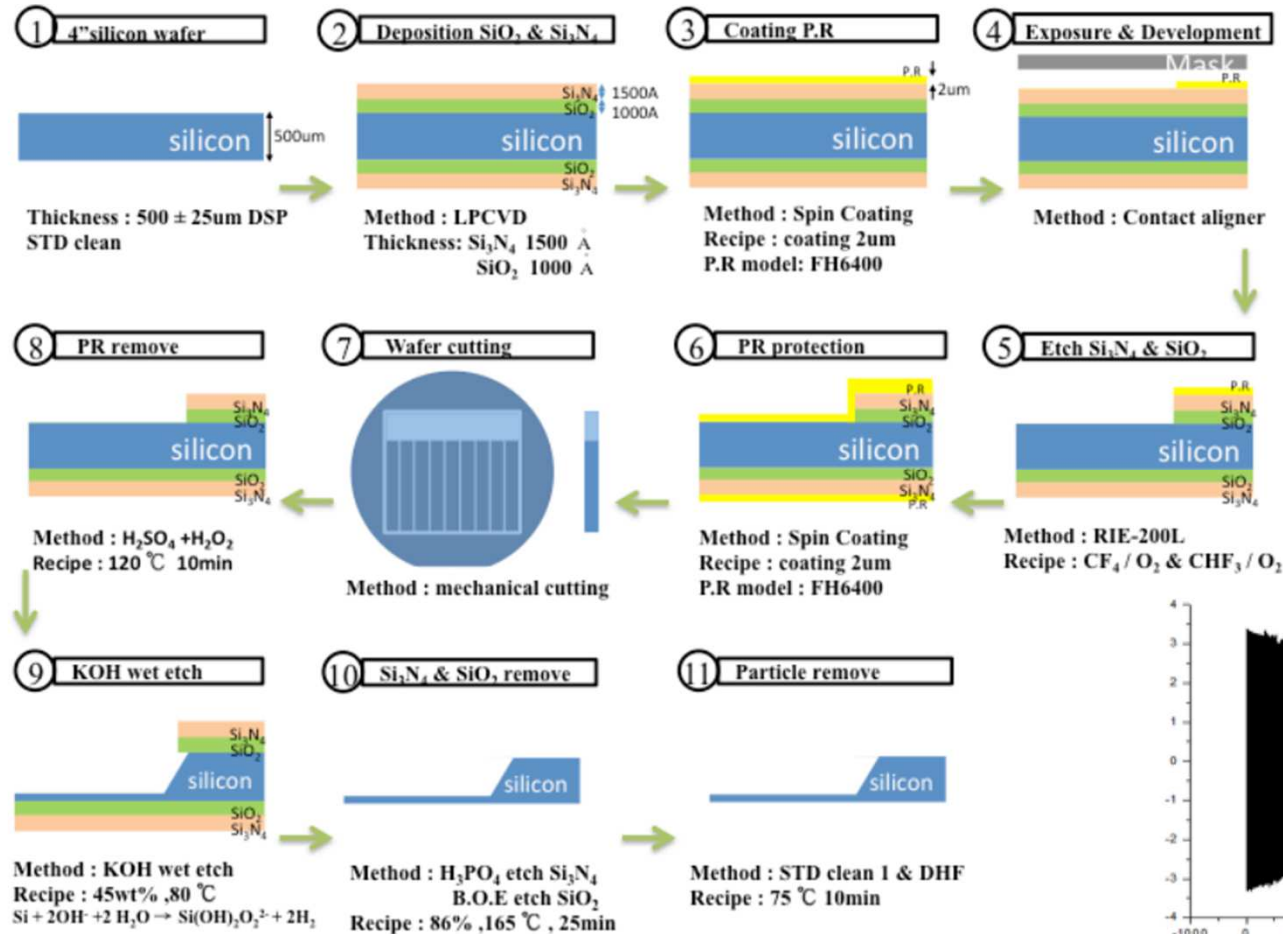 1 4”silicon wafer
silicon
500um
Thickness : 500 ± 25um DSP
STD clean
2 Deposition SiO₂ & Si₃N₄
Si₃N₄ 1500A
SiO₂ 1000A
silicon
SiO₂
Si₃N₄
Method : LPCVD
Thickness: Si₃N₄ 1500 Å
SiO₂ 1000 Å
3 Coating P.R
P.R
2um
Method : Spin Coating
Recipe : coating 2um
P.R model: FH6400
4 Exposure & Development
Mask
P.R
silicon
Method : Contact aligner
5 Etch Si₃N₄ & SiO₂
P.R
Si₃N₄
SiO₂
silicon
SiO₂
Si₃N₄
Method : RIE-200L
Recipe : CF₄ / O₂ & CHF₃ / O₂
6 PR protection
P.R
Si₃N₄
SiO₂
silicon
SiO₂
Si₃N₄
P.R
Method : Spin Coating
Recipe : coating 2um
P.R model : FH6400
7 Wafer cutting
Method : mechanical cutting
8 PR remove
Si₃N₄
SiO₂
silicon
SiO₂
Si₃N₄
Method : H₂SO₄ +H₂O₂
Recipe : 120 ℃ 10min
9 KOH wet etch
Si₃N₄
SiO₂
silicon
SiO₂
Si₃N₄
Method : KOH wet etch
Recipe : 45wt% ,80 ℃
Si + 2OH⁻ +2 H₂O → Si(OH)₂O₂²⁻ + 2H₂
10 Si₃N₄ & SiO₂ remove
silicon
Method : H₃PO₄ etch Si₃N₄
B.O.E etch SiO₂
Recipe : 86% ,165 ℃ , 25min
11 Particle remove
silicon
Method : STD clean 1 & DHF
Recipe : 75 ℃ 10min
4
3
2
1
0
-1
-2
-3
-4
-1000 0